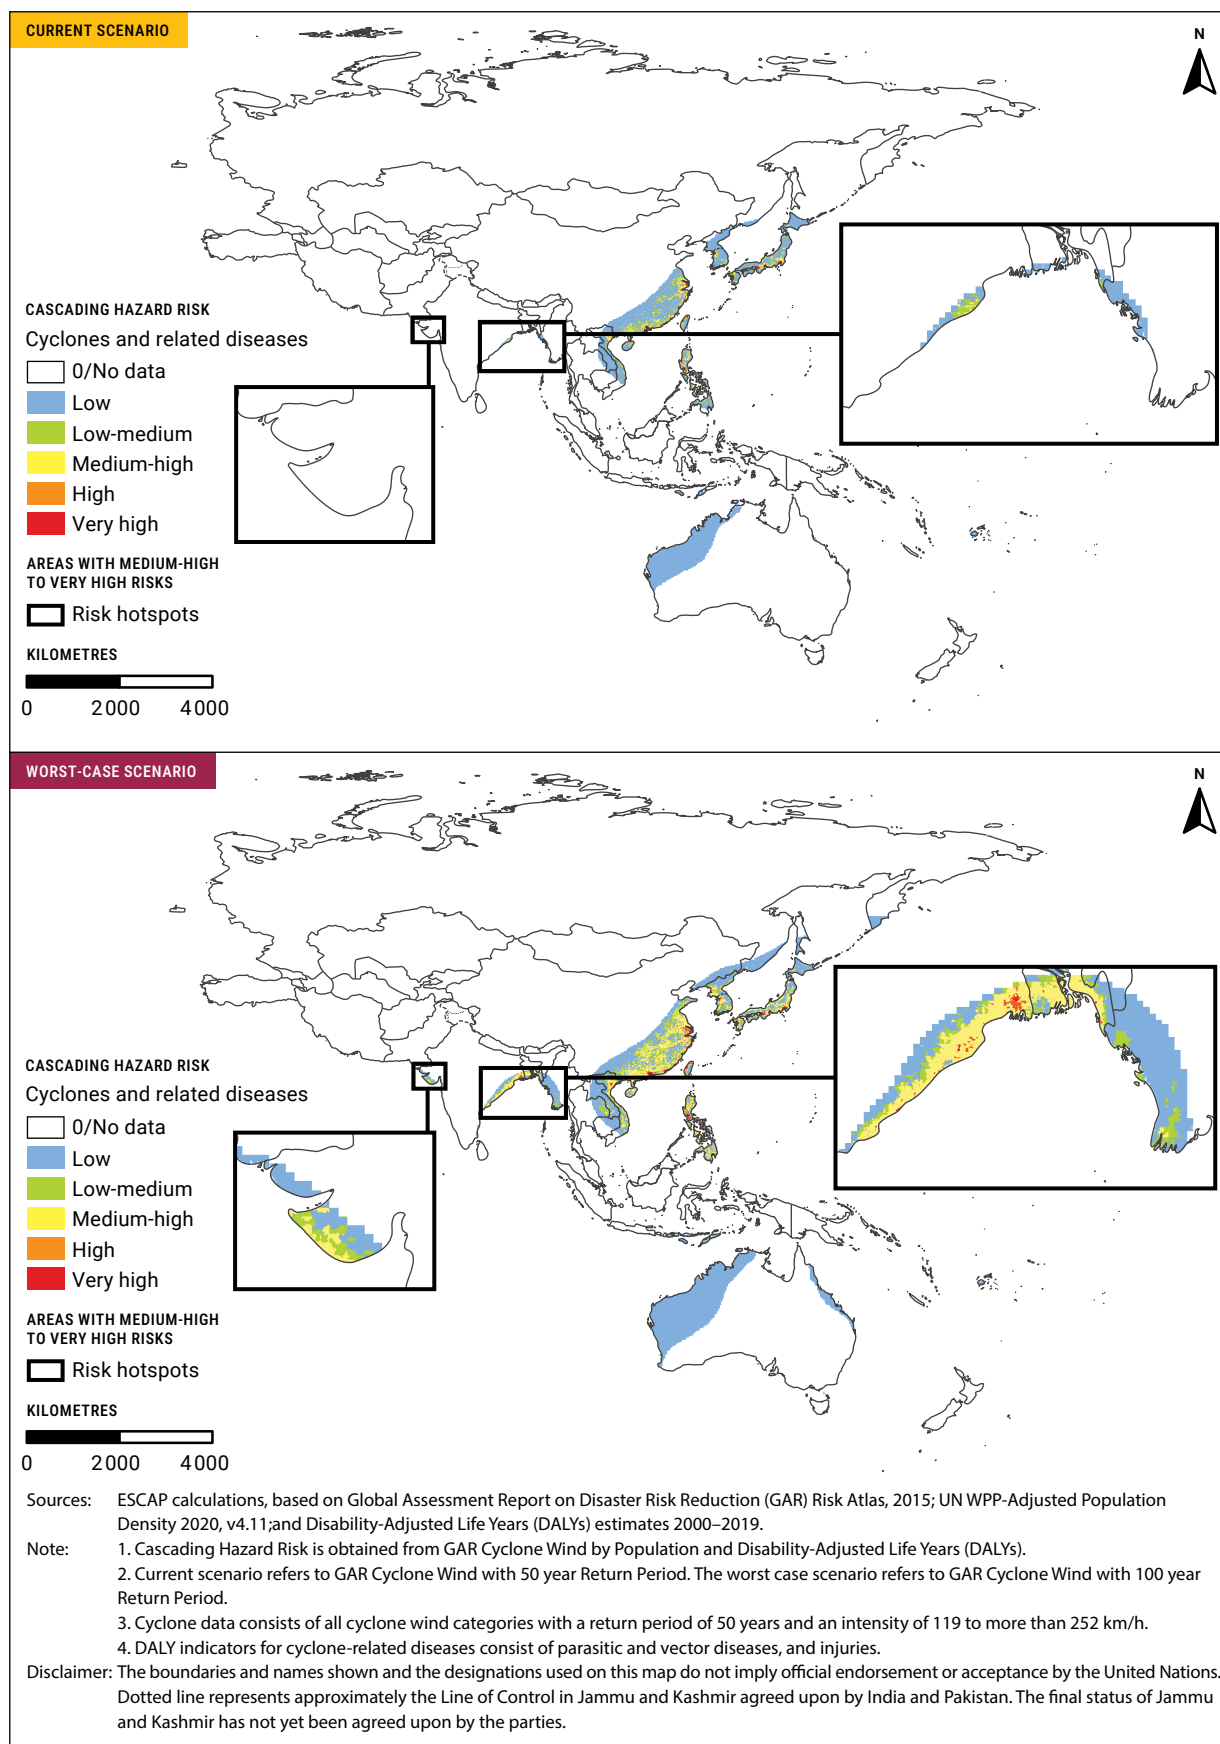 CURRENT SCENARIO
N
CASCADING HAZARD RISK
Cyclones and related diseases
0/No data
Low
Low-medium
Medium-high
High
Very high
AREAS WITH MEDIUM-HIGH
TO VERY HIGH RISKS
Risk hotspots
KILOMETRES
0 2 000 4 000
WORST-CASE SCENARIO
N
CASCADING HAZARD RISK
Cyclones and related diseases
0/No data
Low
Low-medium
Medium-high
High
Very high
AREAS WITH MEDIUM-HIGH
TO VERY HIGH RISKS
Risk hotspots
KILOMETRES
0 2 000 4 000
Sources: ESCAP calculations, based on Global Assessment Report on Disaster Risk Reduction (GAR) Risk Atlas, 2015; UN WPP-Adjusted Population
Density 2020, v4.11;and Disability-Adjusted Life Years (DALYs) estimates 2000–2019.
Note: 1. Cascading Hazard Risk is obtained from GAR Cyclone Wind by Population and Disability-Adjusted Life Years (DALYs).
2. Current scenario refers to GAR Cyclone Wind with 50 year Return Period. The worst case scenario refers to GAR Cyclone Wind with 100 year
Return Period.
3. Cyclone data consists of all cyclone wind categories with a return period of 50 years and an intensity of 119 to more than 252 km/h.
4. DALY indicators for cyclone-related diseases consist of parasitic and vector diseases, and injuries.
Disclaimer: The boundaries and names shown and the designations used on this map do not imply official endorsement or acceptance by the United Nations.
Dotted line represents approximately the Line of Control in Jammu and Kashmir agreed upon by India and Pakistan. The final status of Jammu
and Kashmir has not yet been agreed upon by the parties.